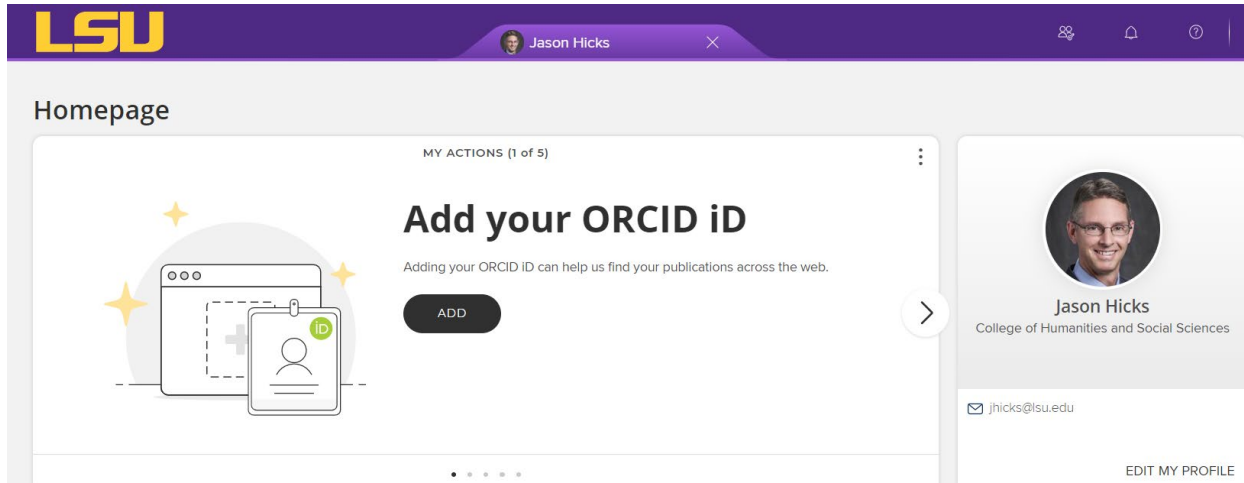 LSU
Jason Hicks
Homepage
MY ACTIONS (1 of 5)
Add your ORCID iD
Adding your ORCID iD can help us find your publications across the web.
ADD
iD
Jason Hicks
College of Humanities and Social Sciences
jhicks@lsu.edu
EDIT MY PROFILE